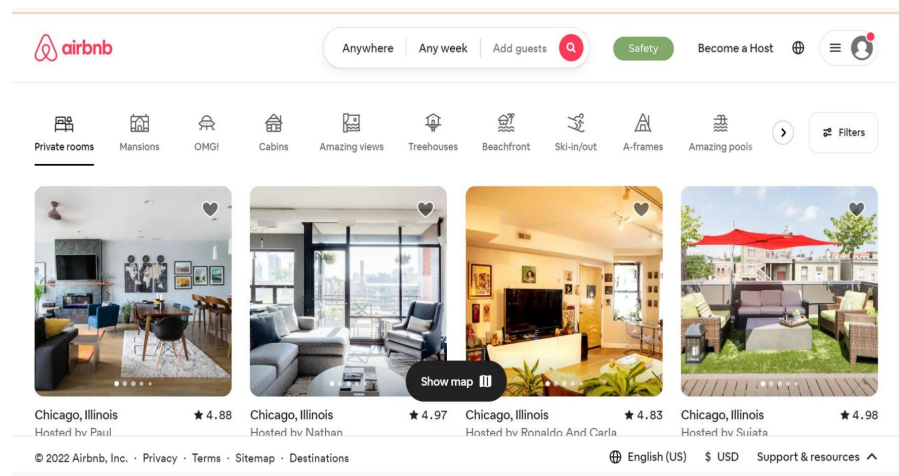 airbnb
Anywhere Any week Add guests Safety Become a Host
Private rooms Mansions OMG! Cabins Amazing views Treehouses Beachfront Ski-in/out A-frames Amazing pools Filters
Show map
Chicago, Illinois ★ 4.88 Chicago, Illinois ★ 4.97 Chicago, Illinois ★ 4.83 Chicago, Illinois ★ 4.98
Hosted by Paul Hosted by Nathan Hosted by Ronaldo And Carla Hosted by Sujata
© 2022 Airbnb, Inc. · Privacy · Terms · Sitemap · Destinations English (US) $ USD Support & resources